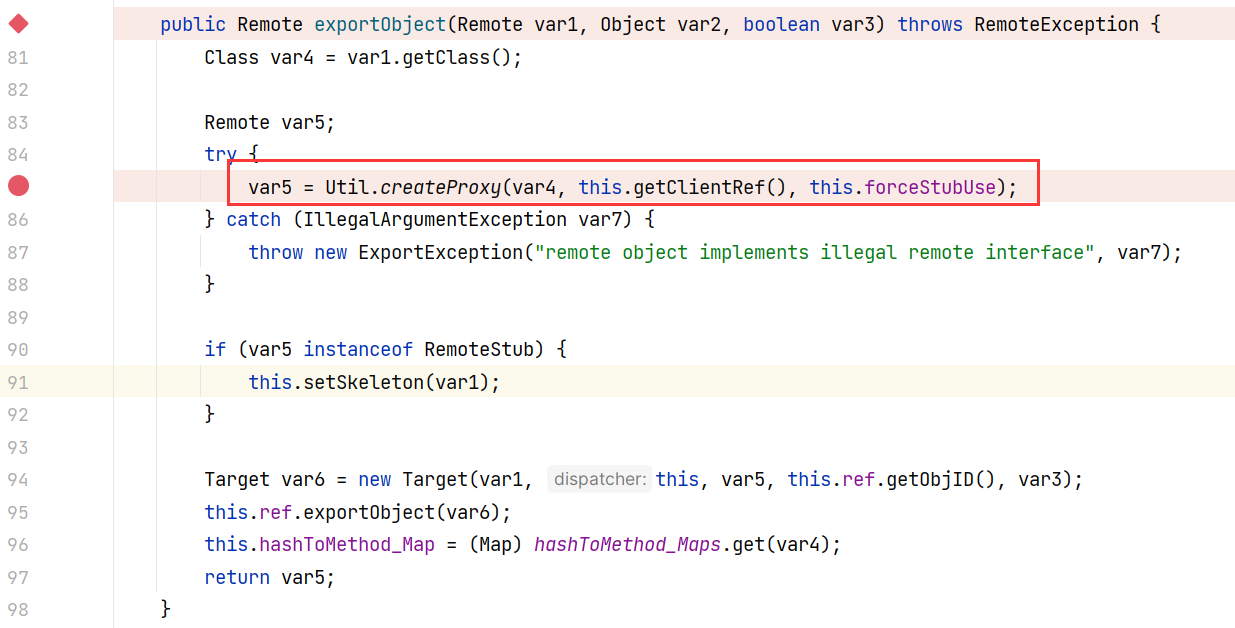 public Remote exportObject(Remote var1, Object var2, boolean var3) throws RemoteException {
81 Class var4 = var1.getClass();
82
83 Remote var5;
84 try {
var5 = Util.createProxy(var4, this.getClientRef(), this.forceStubUse);
86 } catch (IllegalArgumentException var7) {
87 throw new ExportException("remote object implements illegal remote interface", var7);
88 }
89
90 if (var5 instanceof RemoteStub) {
91 this.setSkeleton(var1);
92 }
93
94 Target var6 = new Target(var1, dispatcher: this, var5, this.ref.getObjID(), var3);
95 this.ref.exportObject(var6);
96 this.hashToMethod_Map = (Map) hashToMethod_Maps.get(var4);
97 return var5;
98 }